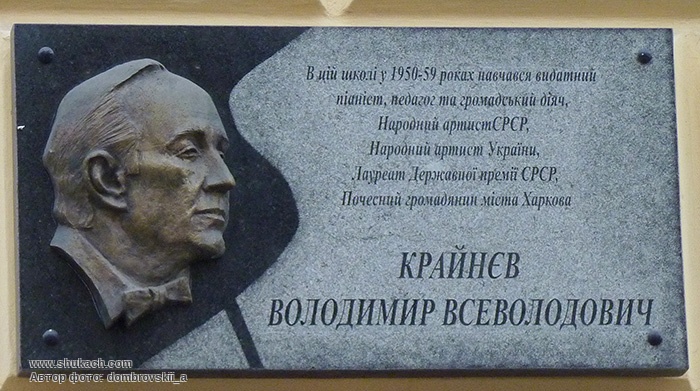 В цій школі у 1950-59 роках навчався видатний
піаніст, педагог та громадський діяч,
Народний артистСРСР,
Народний артист України,
Лауреат Державної премії СРСР,
Почесний громадянин міста Харкова
КРАЙНЄВ
ВОЛОДИМИР ВСЕВОЛОДОВИЧ
www.shukach.com
Автор фото: dombrovskii_a